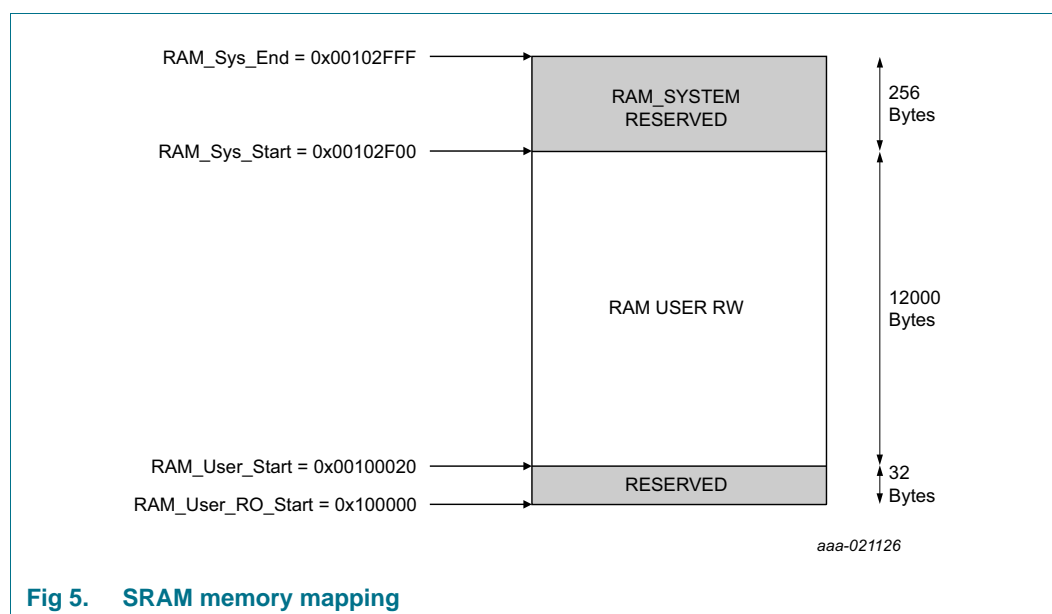 RAM_Sys_End = 0x00102FFF
RAM_SYSTEM
RESERVED
256
Bytes
RAM_Sys_Start = 0x00102F00
RAM USER RW
12000
Bytes
RAM_User_Start = 0x00100020
RESERVED
32
Bytes
RAM_User_RO_Start = 0x100000
aaa-021126
Fig 5. SRAM memory mapping